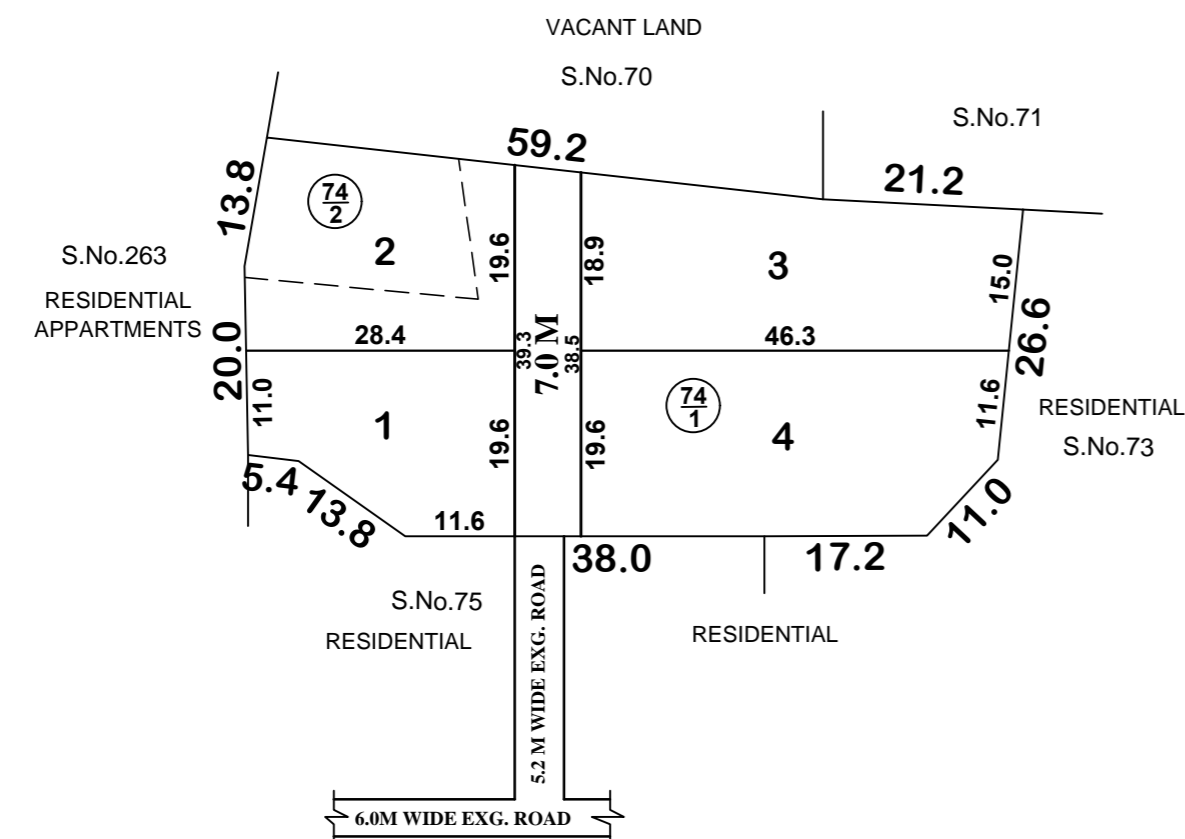 VACANT LAND
S.No.70
S.No.71
59.2
21.2
13.8
74
2
2
19.6
18.9
3
15.0
S.No.263
RESIDENTIAL
APPARTMENTS
28.4
39.3
7.0 M
38.5
46.3
26.6
20.0
11.0
74
1
1
19.6
19.6
4
11.6
RESIDENTIAL
S.No.73
5.4
13.8
11.6
38.0
17.2
11.0
S.No.75
RESIDENTIAL
RESIDENTIAL
5.2 M WIDE EXG. ROAD
6.0M WIDE EXG. ROAD